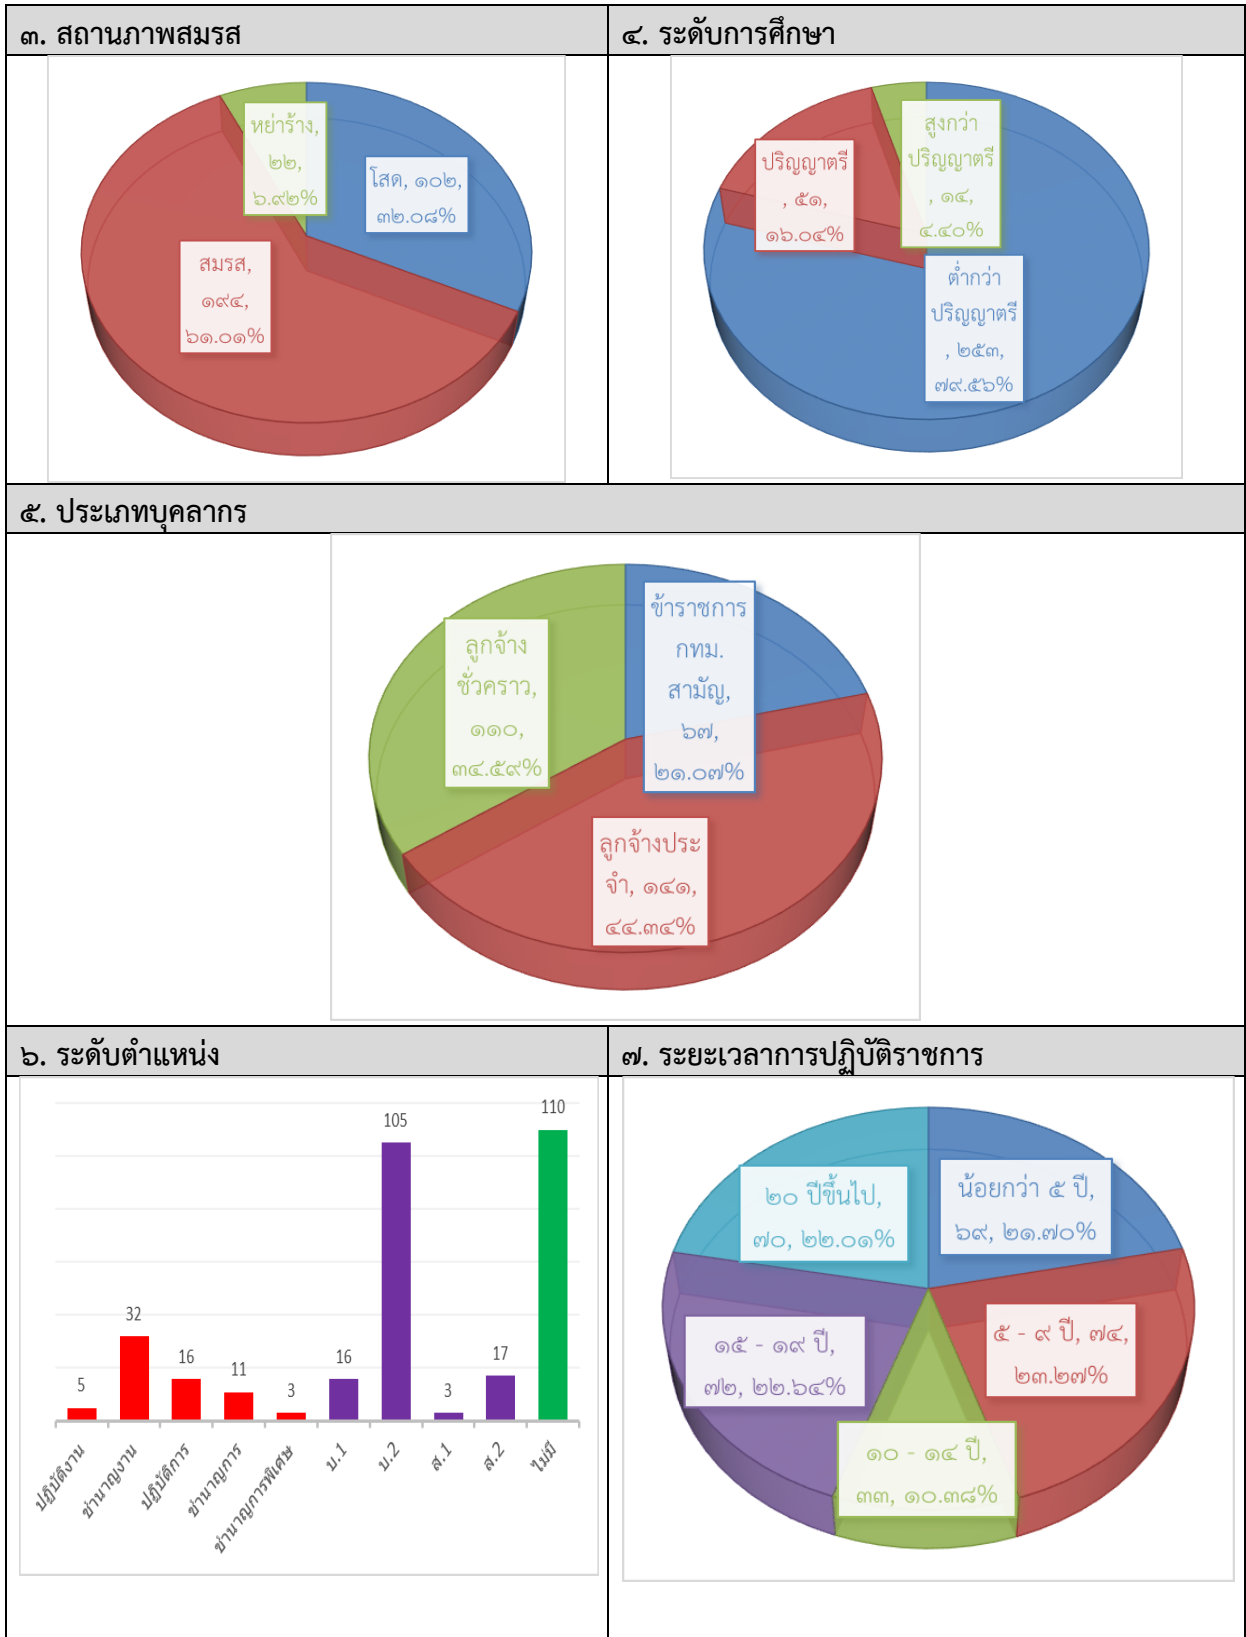 ๓. สถานภาพสมรส
๔. ระดับการศึกษา
หย่าร้าง,
๒๒,
๖.๙๒%
โสด, ๑๐๒,
๓๒.๐๘%
สมรส,
๑๙๔,
๖๑.๐๑%
ปริญญาตรี
, ๕๑,
๑๖.๐๔%
สูงกว่า
ปริญญาตรี
, ๑๔,
๔.๔๐%
ต่ำกว่า
ปริญญาตรี
, ๒๕๓,
๗๙.๕๖%
๕. ประเภทบุคลากร
ลูกจ้าง
ชั่วคราว,
๑๑๐,
๓๔.๕๙%
ข้าราชการ
กทม.
สามัญ,
๖๗,
๒๑.๐๗%
ลูกจ้างประ
จำ, ๑๔๑,
๔๔.๓๔%
๖. ระดับตำแหน่ง
๗. ระยะเวลาการปฏิบัติราชการ
5
32
16
11
3
16
105
3
17
110
ปฏิบัติงาน
ชำนาญงาน
ปฏิบัติการ
ชำนาญการ
ชำนาญการพิเศษ
บ.1
บ.2
ส.1
ส.2
ไม่มี
๒๐ ปีขึ้นไป,
๗๐, ๒๒.๐๑%
น้อยกว่า ๕ ปี,
๖๙, ๒๑.๗๐%
๑๕ - ๑๙ ปี,
๗๒, ๒๒.๖๔%
๕ - ๙ ปี, ๗๔,
๒๓.๒๗%
๑๐ - ๑๔ ปี,
๓๓, ๑๐.๓๘%